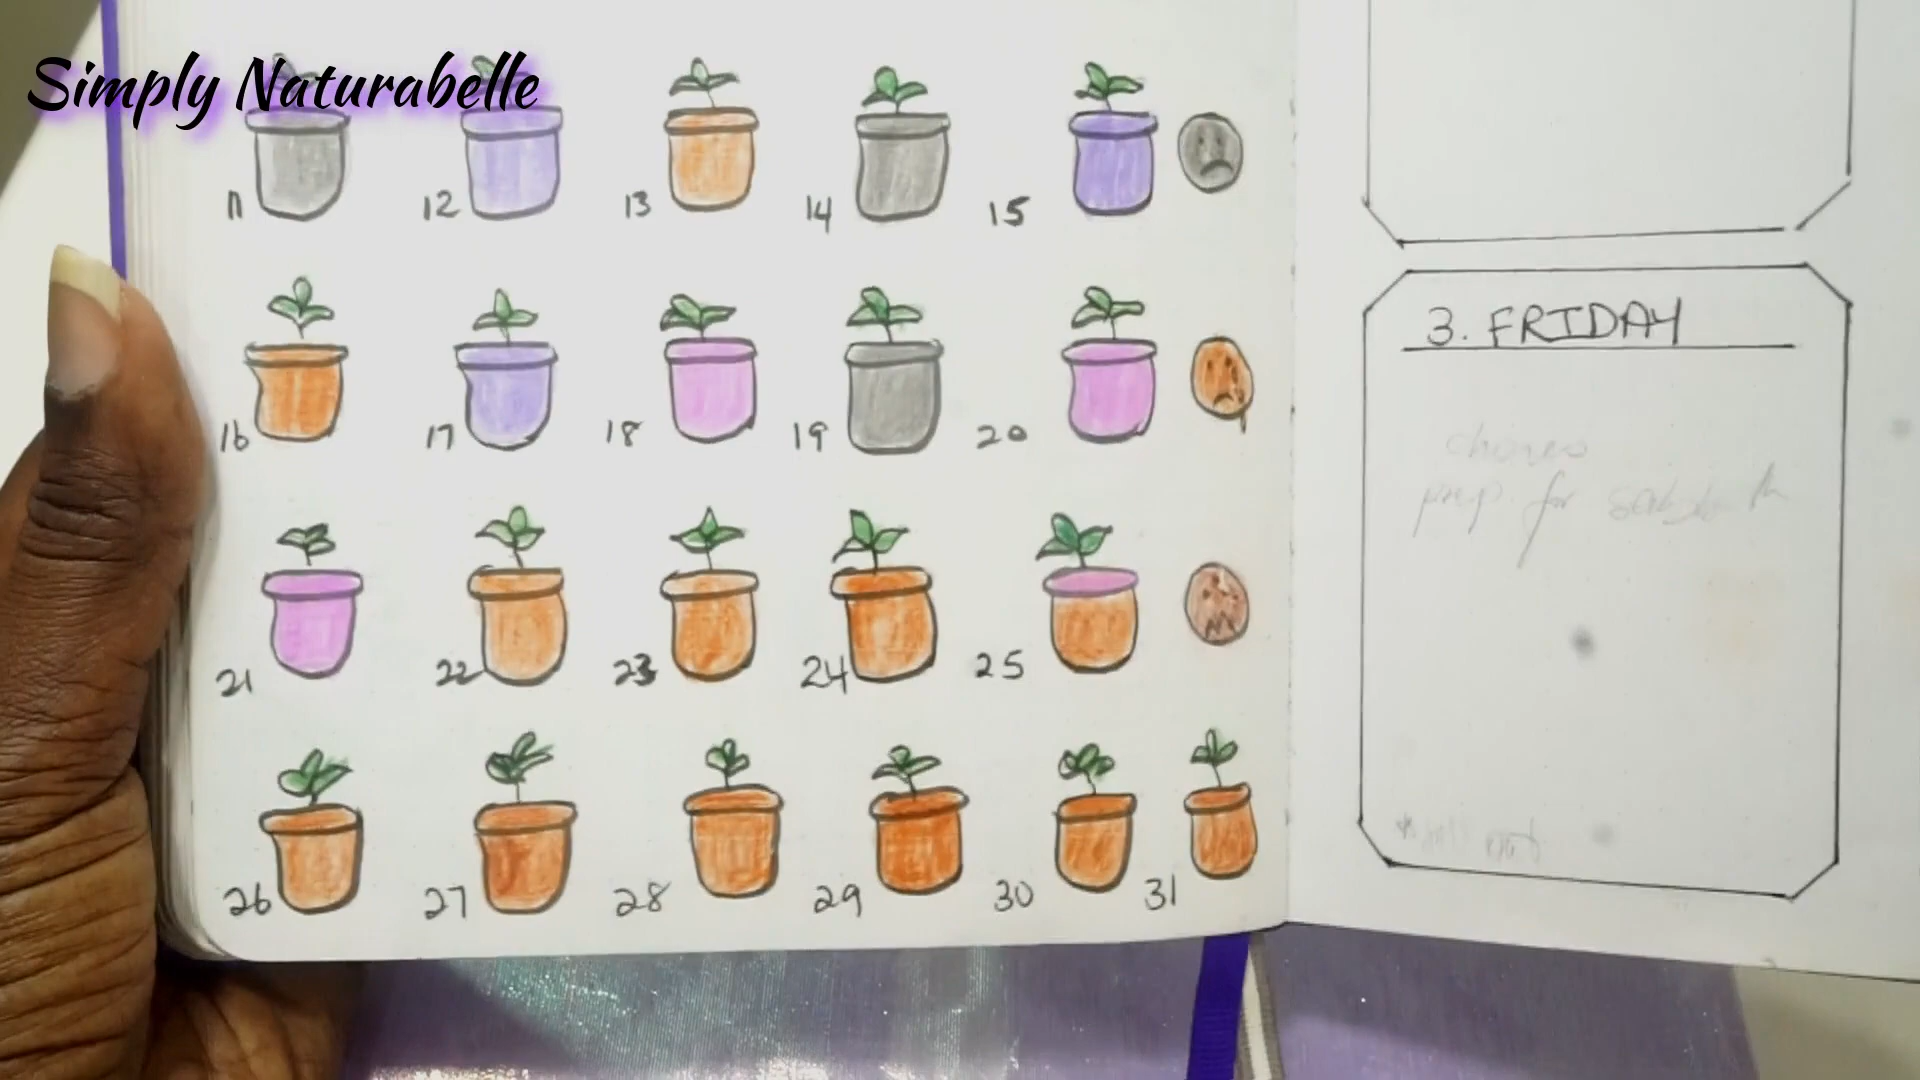 Simply Naturabelle
11 12 13 14 15
16 17 18 19 20
21 22 23 24 25
26 27 28 29 30 31
3. FRIDAY
chores
prep. for sabbath